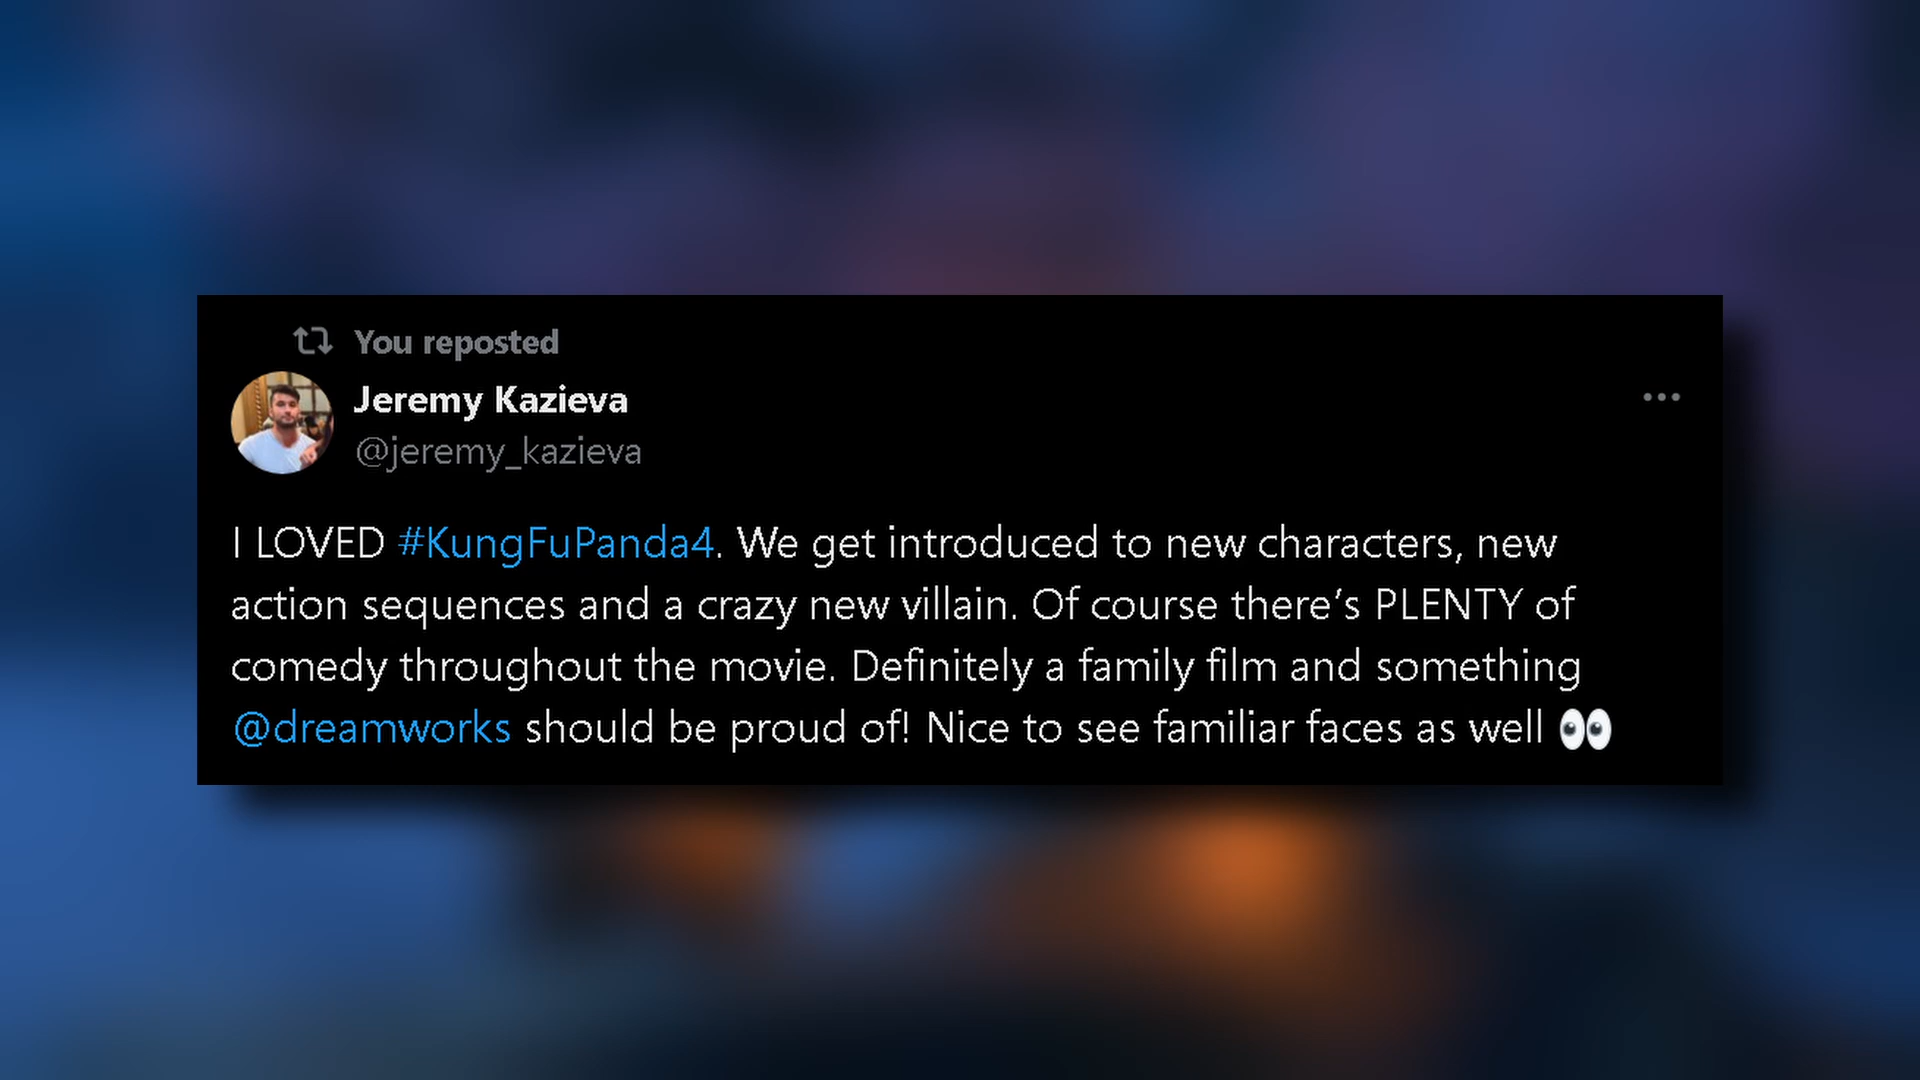 You reposted
Jeremy Kazieva
@jeremy_kazieva
I LOVED #KungFuPanda4. We get introduced to new characters, new
action sequences and a crazy new villain. Of course there’s PLENTY of
comedy throughout the movie. Definitely a family film and something
@dreamworks should be proud of! Nice to see familiar faces as well 👀